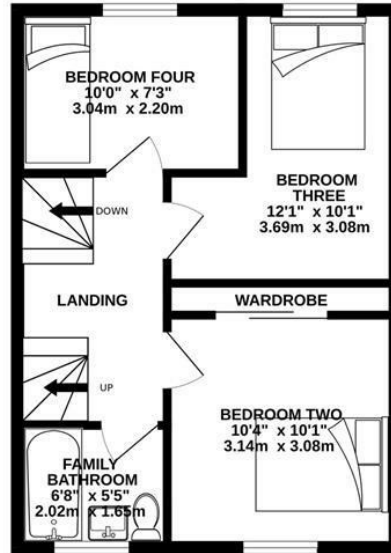 BEDROOM FOUR
10'0" x 7'3"
3.04m x 2.20m
BEDROOM
THREE
12'1" x 10'1"
3.69m x 3.08m
DOWN
LANDING
WARDROBE
UP
BEDROOM TWO
10'4" x 10'1"
3.14m x 3.08m
FAMILY
BATHROOM
6'8" x 5'5"
2.02m x 1.65m